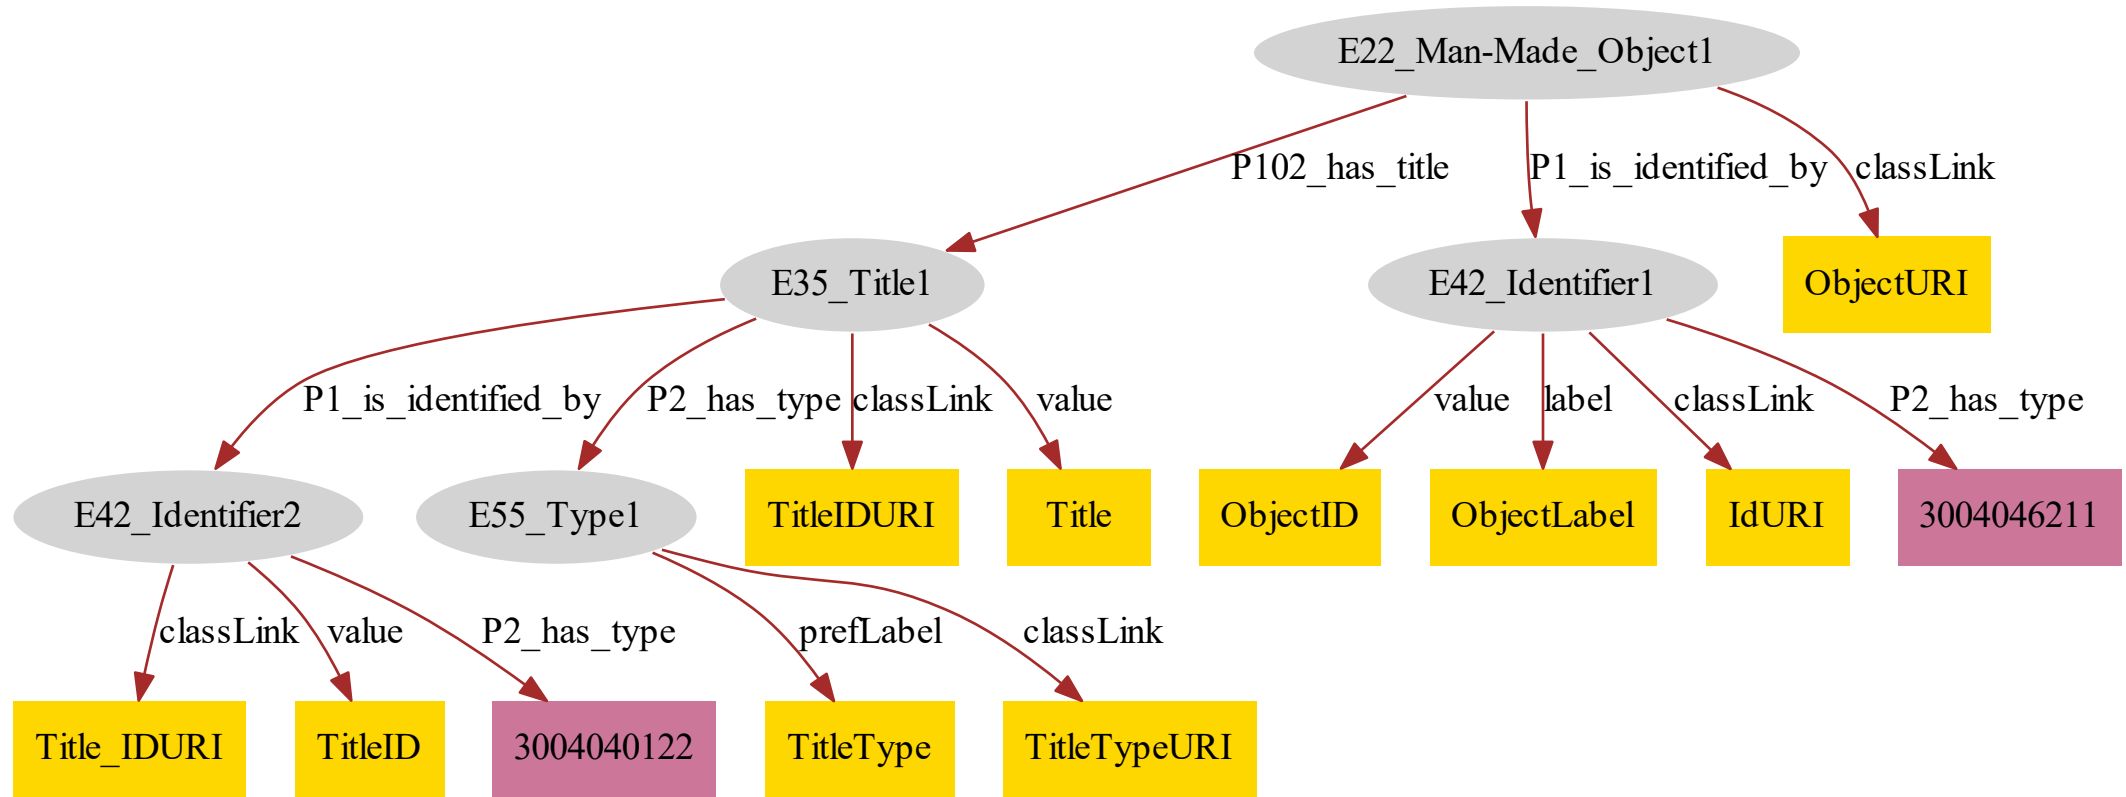 E22_Man-Made_Object1
P102_has_title
P1_is_identified_by
classLink
E35_Title1
E42_Identifier1
ObjectURI
P1_is_identified_by
P2_has_type
classLink
value
value
label
classLink
P2_has_type
E42_Identifier2
E55_Type1
TitleIDURI
Title
ObjectID
ObjectLabel
IdURI
3004046211
classLink
value
P2_has_type
prefLabel
classLink
Title_IDURI
TitleID
3004040122
TitleType
TitleTypeURI